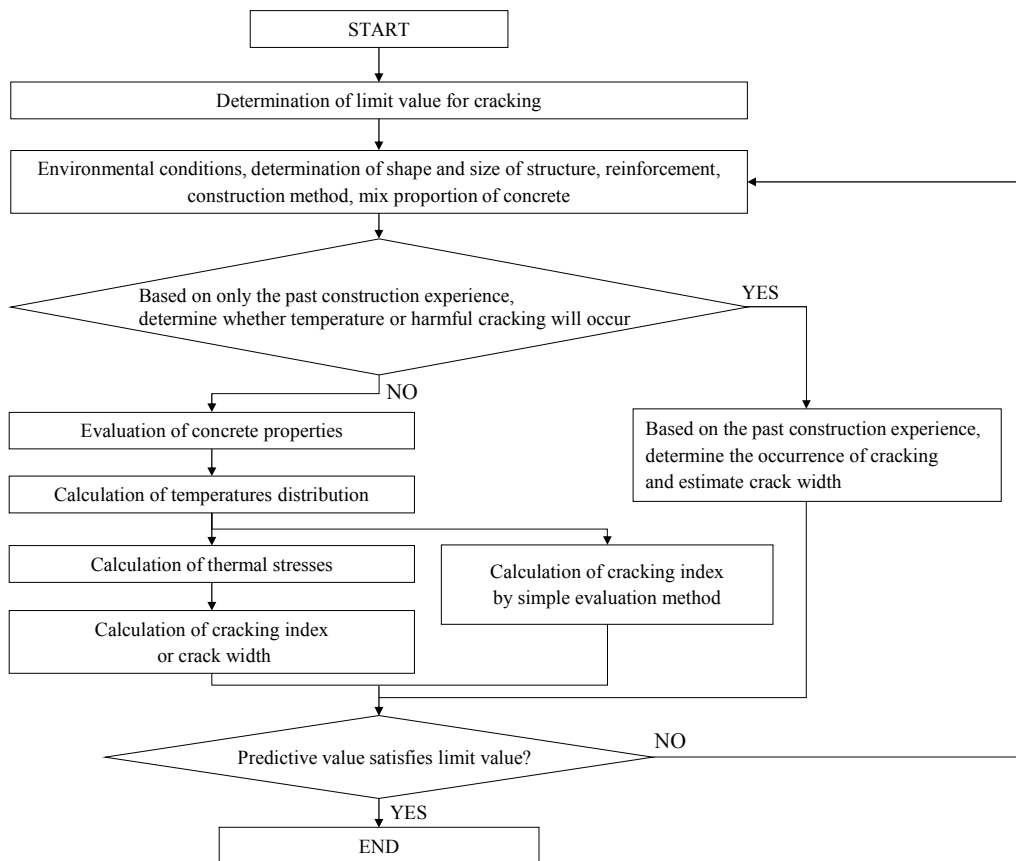 START
Determination of limit value for cracking
Environmental conditions, determination of shape and size of structure, reinforcement,
construction method, mix proportion of concrete
Based on only the past construction experience,
determine whether temperature or harmful cracking will occur
YES
NO
Evaluation of concrete properties
Based on the past construction experience,
determine the occurrence of cracking
and estimate crack width
Calculation of temperatures distribution
Calculation of thermal stresses
Calculation of cracking index
by simple evaluation method
Calculation of cracking index
or crack width
Predictive value satisfies limit value?
NO
YES
END